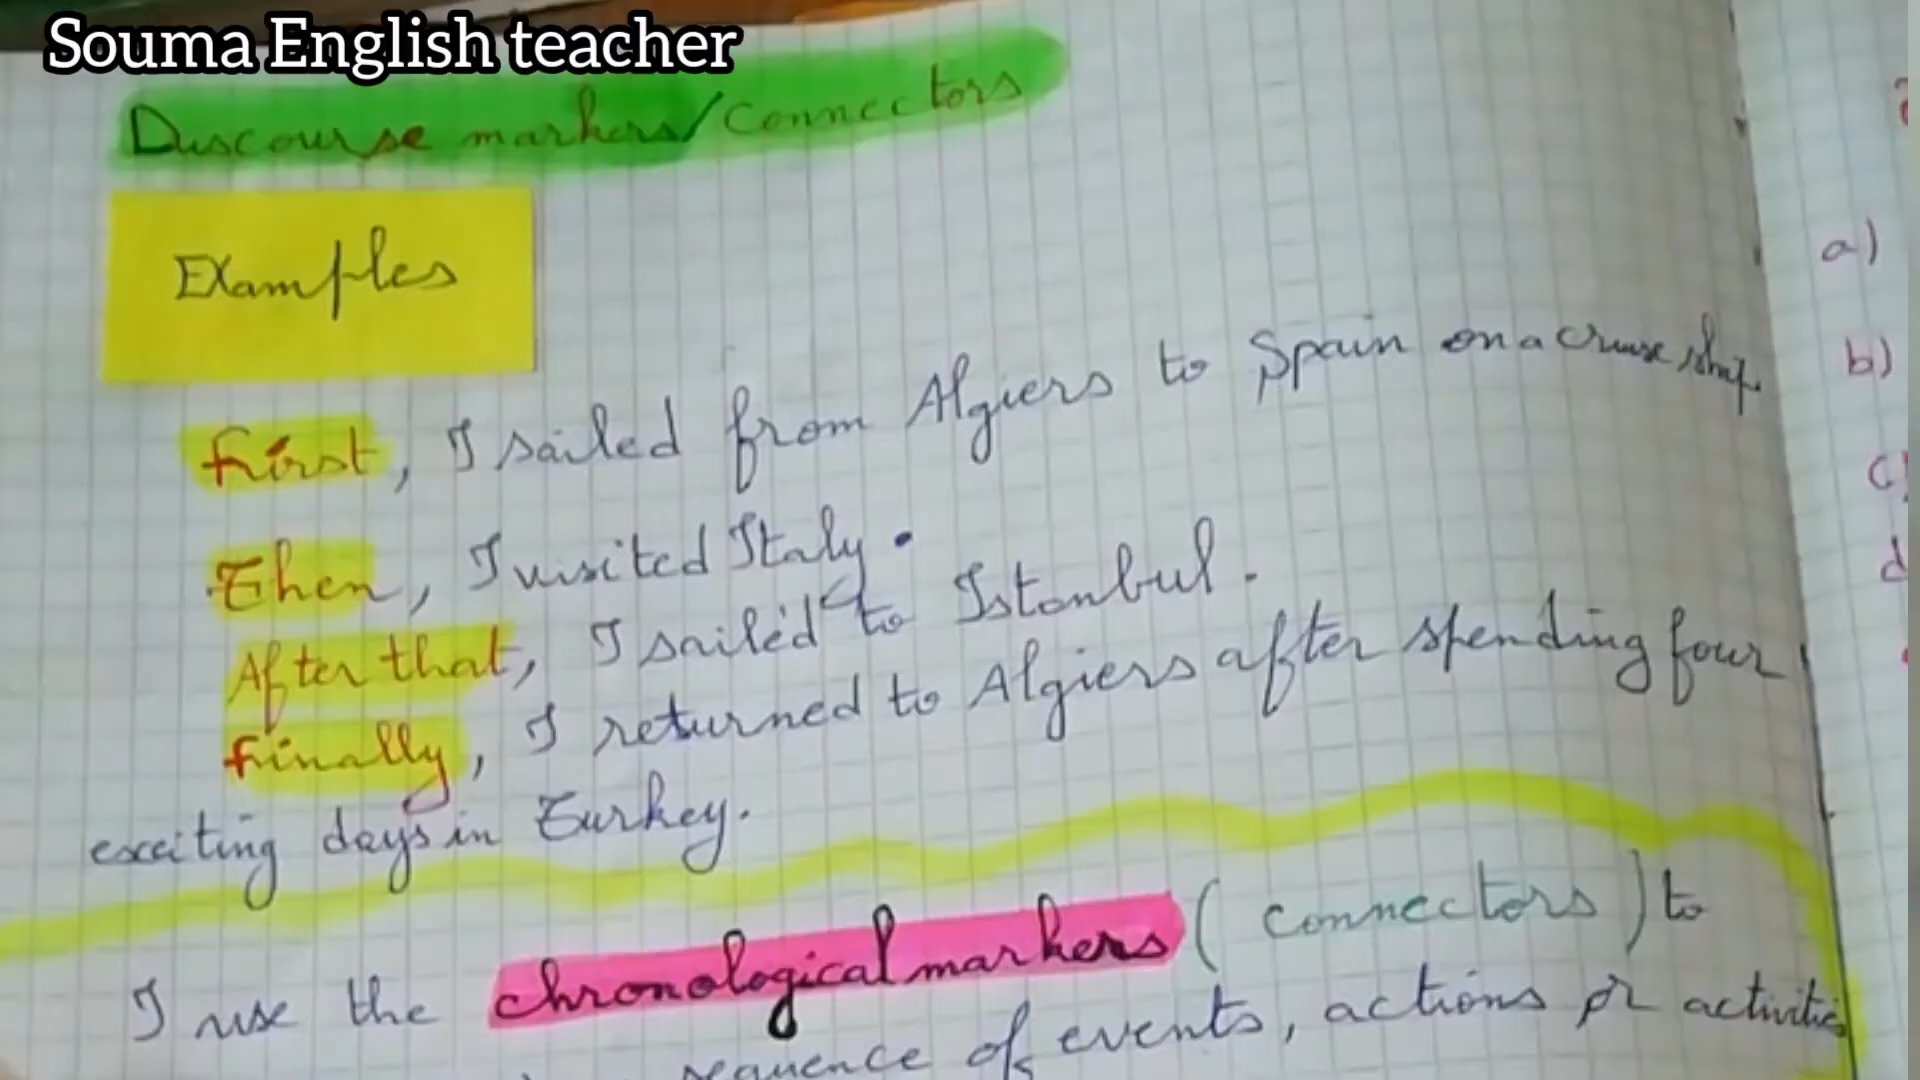 Souma English teacher
Discourse markers/Connectors
Examples
First, I sailed from Algiers to Spain on a cruise ship.
Then, I visited Italy.
After that, I sailed to Istanbul.
Finally, I returned to Algiers after spending four
exciting days in Turkey.
I use the chronological markers (connectors) to
sequence of events, actions or activities
a)
b)
c)
d